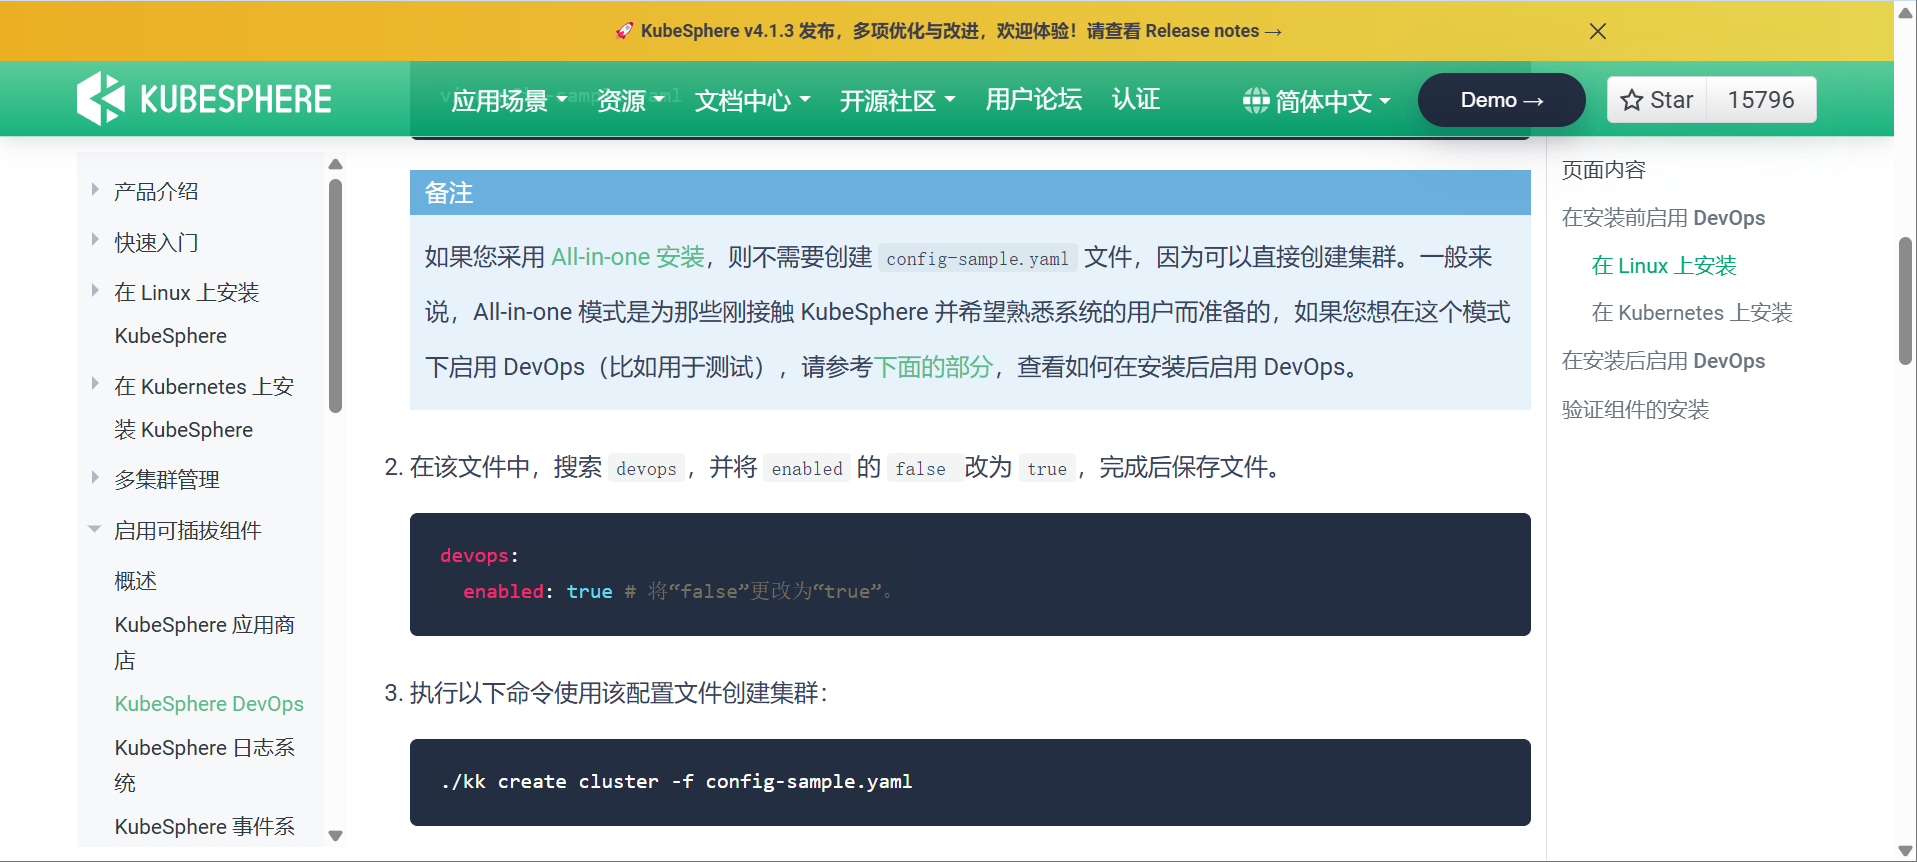 🚀 KubeSphere v4.1.3 发布，多项优化与改进，欢迎体验！请查看 Release notes →
KUBESPHERE
应用场景
资源
文档中心
开源社区
用户论坛
认证
简体中文
Demo →
Star
15796
产品介绍
快速入门
在 Linux 上安装
KubeSphere
在 Kubernetes 上安
装 KubeSphere
多集群管理
启用可插拔组件
概述
KubeSphere 应用商
店
KubeSphere DevOps
KubeSphere 日志系
统
KubeSphere 事件系
备注
如果您采用 All-in-one 安装，则不需要创建 config-sample.yaml 文件，因为可以直接创建集群。一般来
说，All-in-one 模式是为那些刚接触 KubeSphere 并希望熟悉系统的用户而准备的，如果您想在这个模式
下启用 DevOps（比如用于测试），请参考下面的部分，查看如何在安装后启用 DevOps。
2. 在该文件中，搜索 devops，并将 enabled 的 false 改为 true，完成后保存文件。
devops:
enabled: true # 将“false”更改为“true”。
3. 执行以下命令使用该配置文件创建集群：
./kk create cluster -f config-sample.yaml
页面内容
在安装前启用 DevOps
在 Linux 上安装
在 Kubernetes 上安装
在安装后启用 DevOps
验证组件的安装